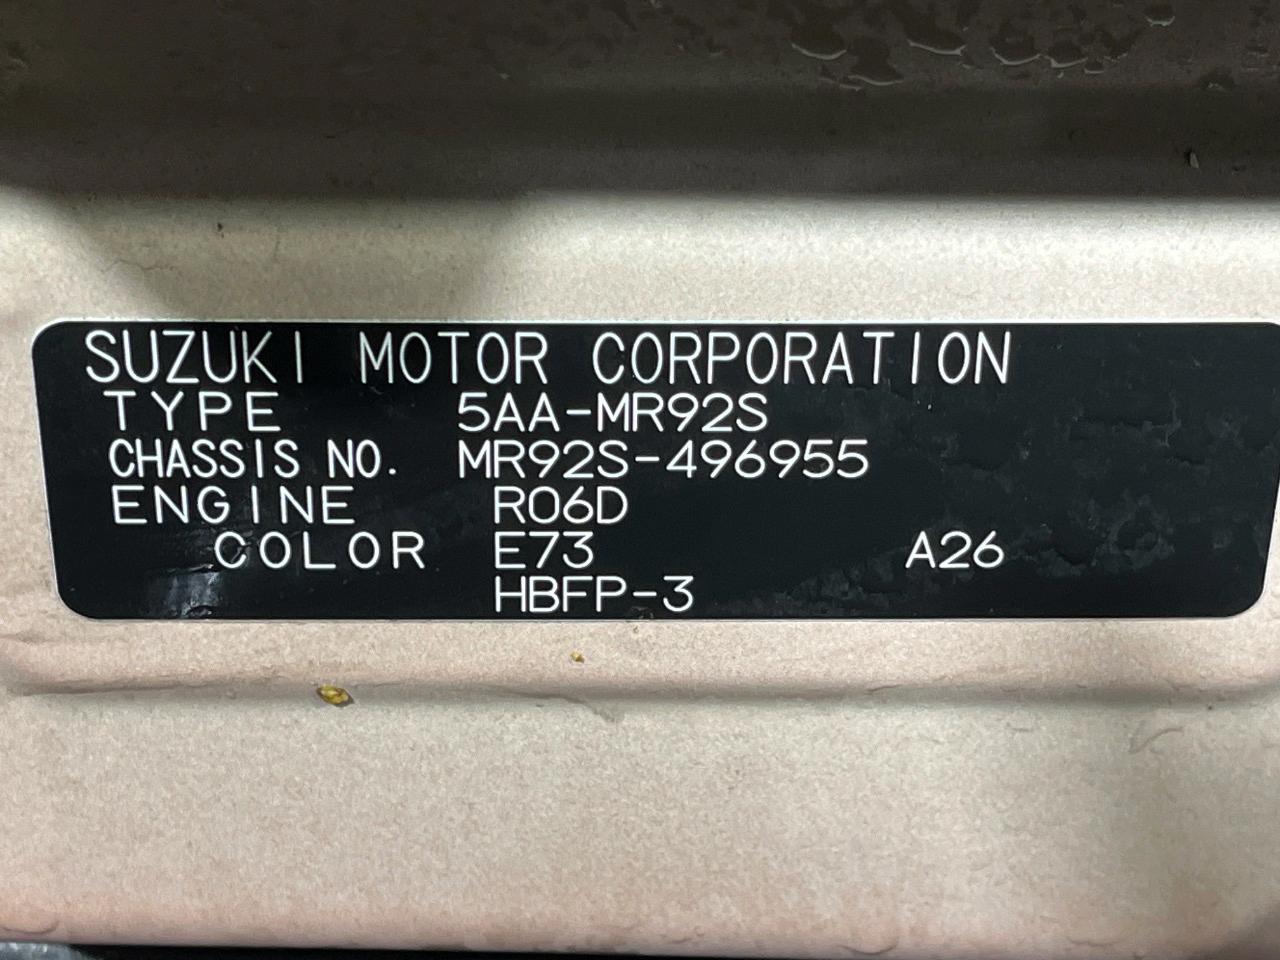 SUZUKI MOTOR CORPORATION
TYPE 5AA-MR92S
CHASSIS NO. MR92S-496955
ENGINE R06D
COLOR E73 A26
HBFP-3